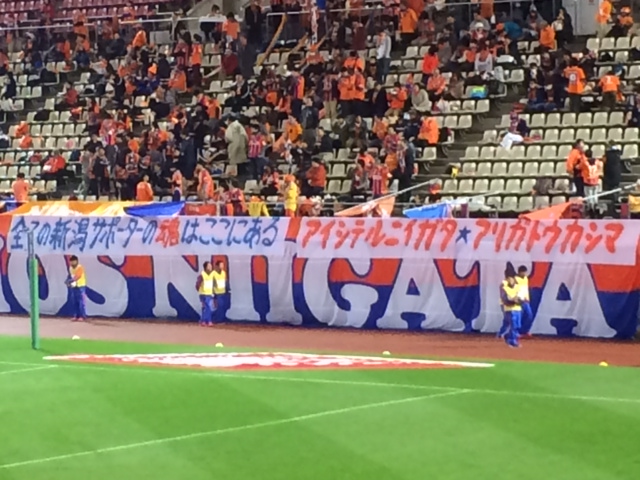 全ての新潟サポーターの魂はここにある
アイシテルニイガタ★アリガトウカシマ
OS NIIGATA